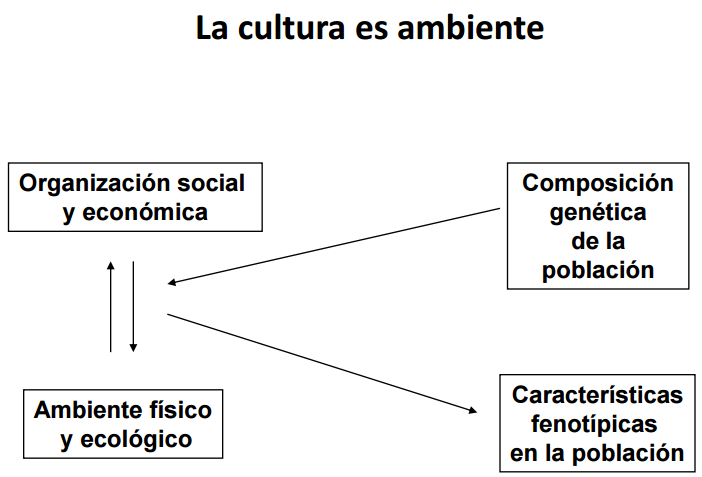 La cultura es ambiente
Organización social
y económica
Composición
genética
de la
población
Ambiente físico
y ecológico
Características
fenotípicas
en la población